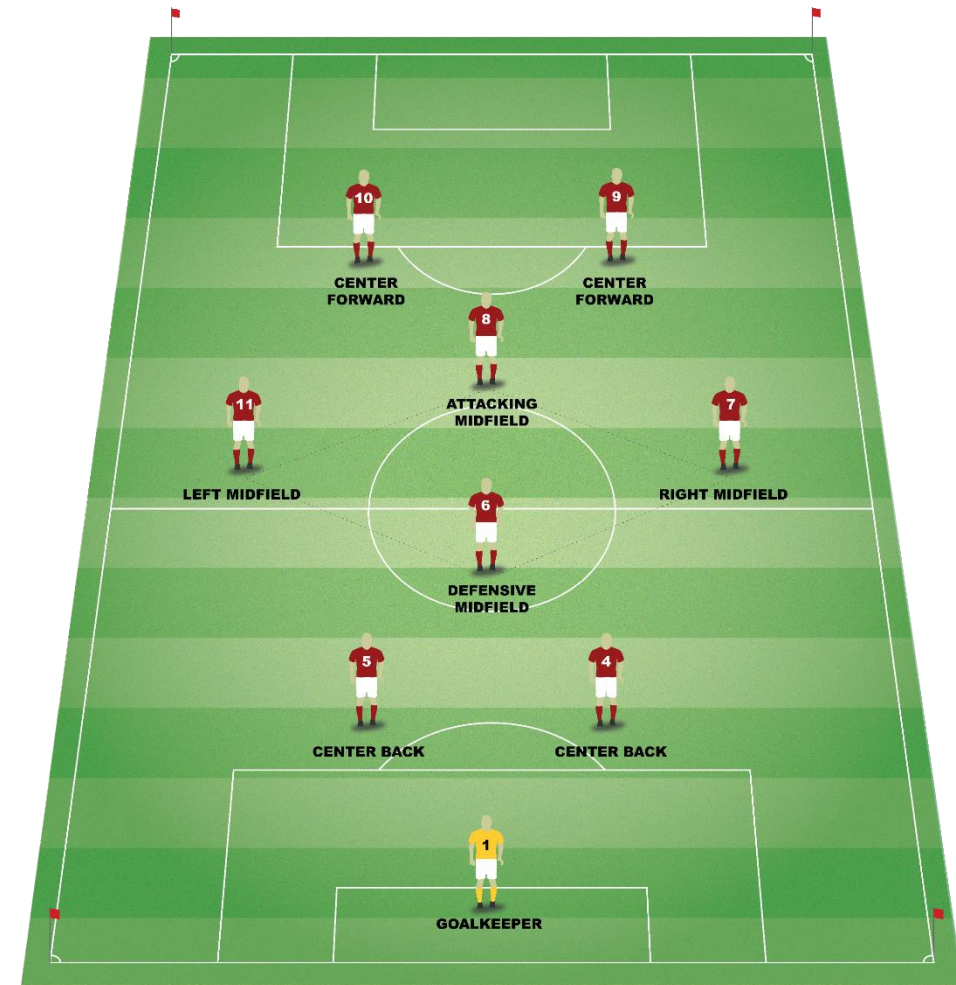 10
9
CENTER
FORWARD
CENTER
FORWARD
8
ATTACKING
MIDFIELD
11
7
LEFT MIDFIELD
RIGHT MIDFIELD
6
DEFENSIVE
MIDFIELD
5
4
CENTER BACK
CENTER BACK
1
GOALKEEPER